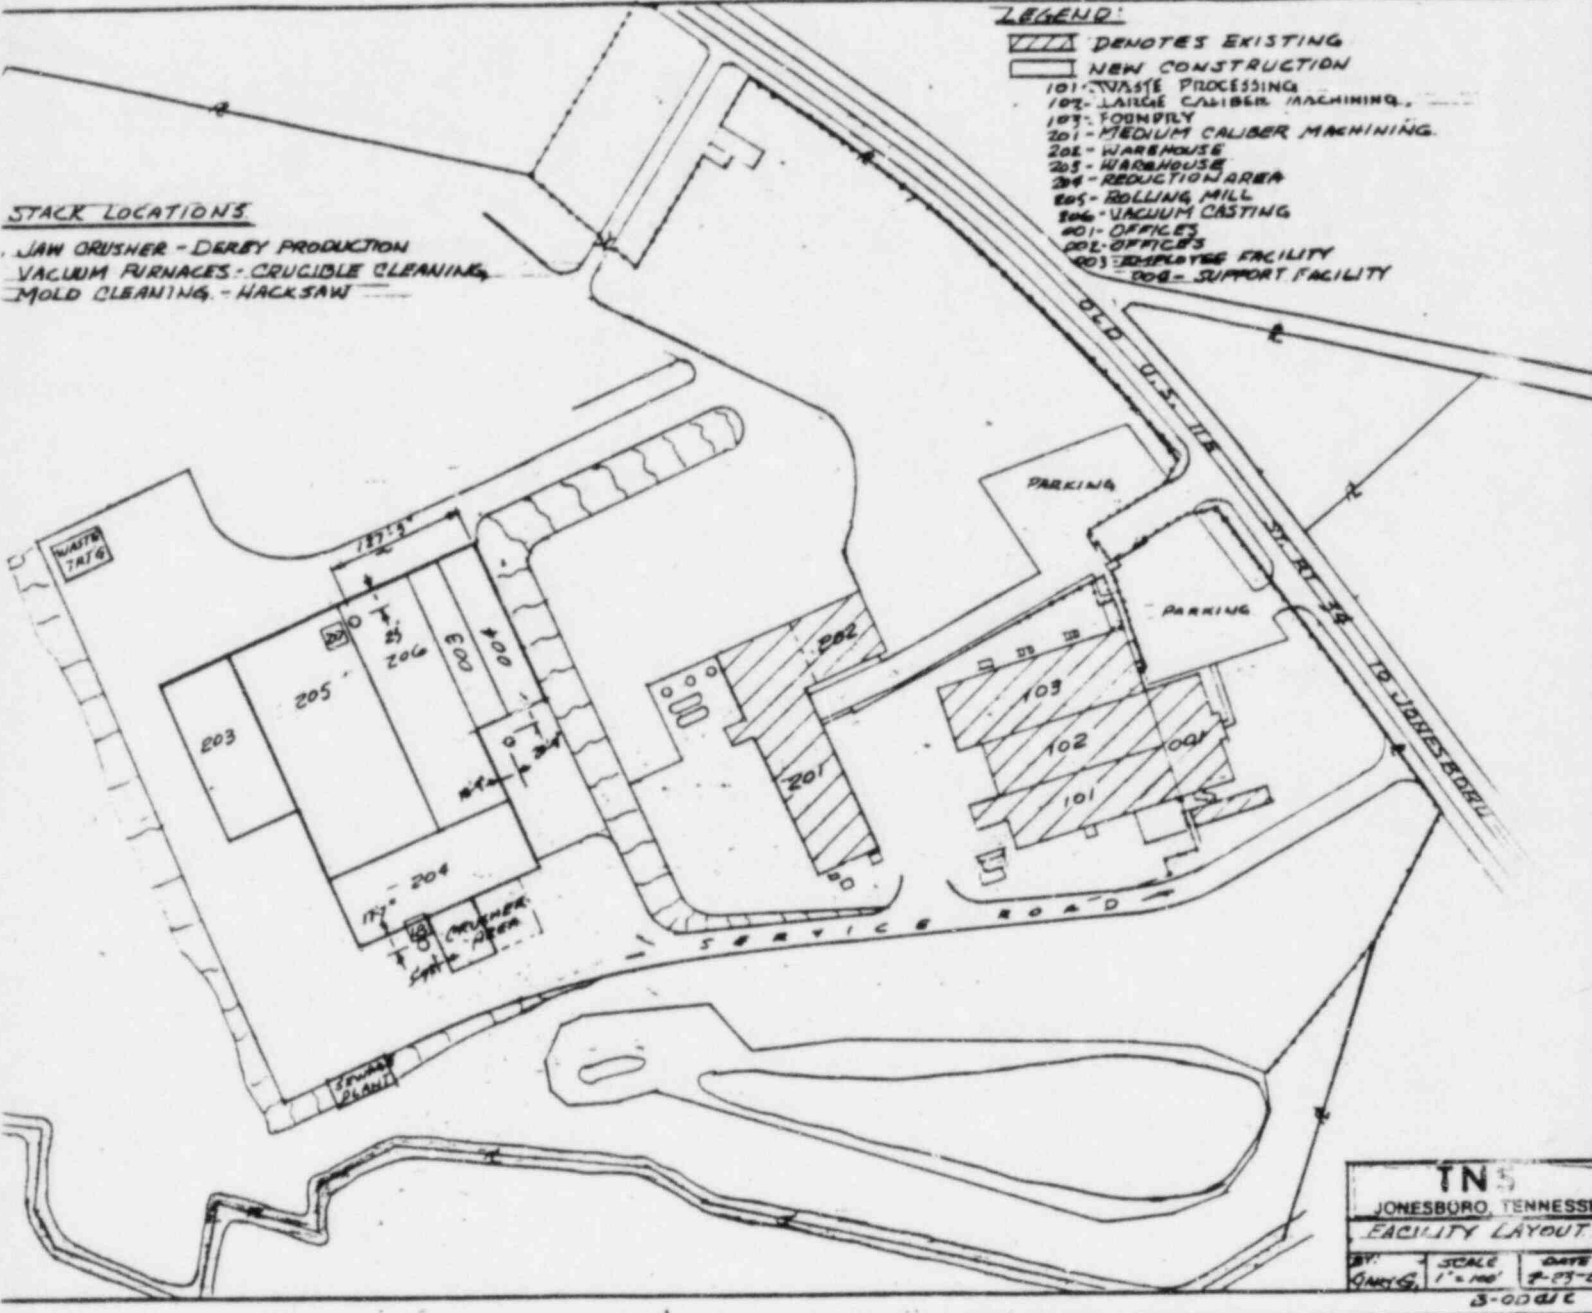 LEGEND:
DENOTES EXISTING
NEW CONSTRUCTION
101- WASTE PROCESSING
102- LARGE CALIBER MACHINING.
103- FOUNDRY
201- MEDIUM CALIBER MACHINING.
202- WAREHOUSE
203- WAREHOUSE
204- REDUCTION AREA
205- ROLLING MILL
206- VACUUM CASTING
001- OFFICES
002- OFFICES
003- EMPLOYEE FACILITY
004- SUPPORT FACILITY
STACK LOCATIONS
JAW CRUSHER - DERBY PRODUCTION
VACUUM FURNACES - CRUCIBLE CLEANING
MOLD CLEANING - HACKSAW
OLD U.S. 11E
ST. RT 34
TO JONESBORO
PARKING
PARKING
WASTE
TRTG
25'
206
003
004
205
203
204
CRUSHER
AREA
202
201
103
102
001
101
SERVICE ROAD
SEWAGE
PLANT
TNS
JONESBORO, TENNESS
FACILITY LAYOUT
BY:
GARY G.
SCALE
1"=100'
DATE